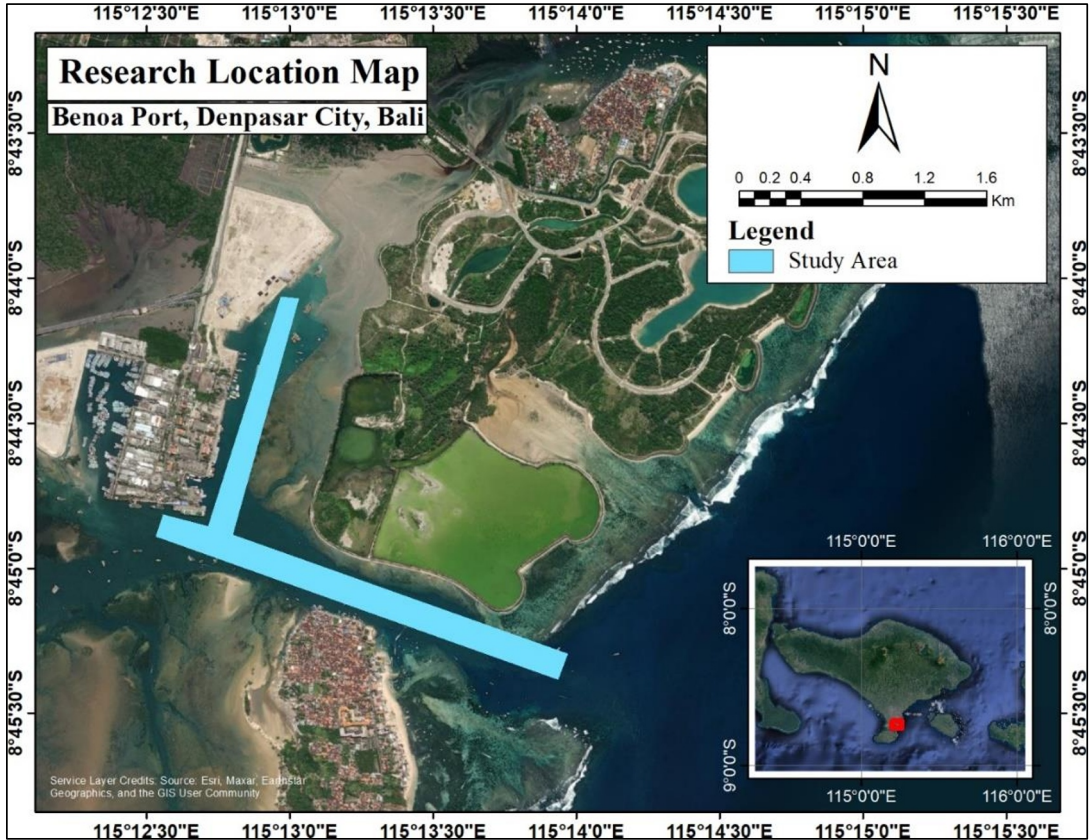 115°12'30"E 115°13'0"E 115°13'30"E 115°14'0"E 115°14'30"E 115°15'0"E 115°15'30"E
Research Location Map
Benoa Port, Denpasar City, Bali
N
0 0.2 0.4 0.8 1.2 1.6
Km
Legend
Study Area
8°43'30"S
8°44'0"S
8°44'30"S
8°45'0"S
8°45'30"S
8°43'30"S
8°44'0"S
8°44'30"S
8°45'0"S
8°45'30"S
115°0'0"E 116°0'0"E
8°0'0"S
9°0'0"S
8°0'0"S
115°0'0"E 116°0'0"E
Service Layer Credits: Source: Esri, Maxar, Earthstar
Geographics, and the GIS User Community
115°12'30"E 115°13'0"E 115°13'30"E 115°14'0"E 115°14'30"E 115°15'0"E 115°15'30"E